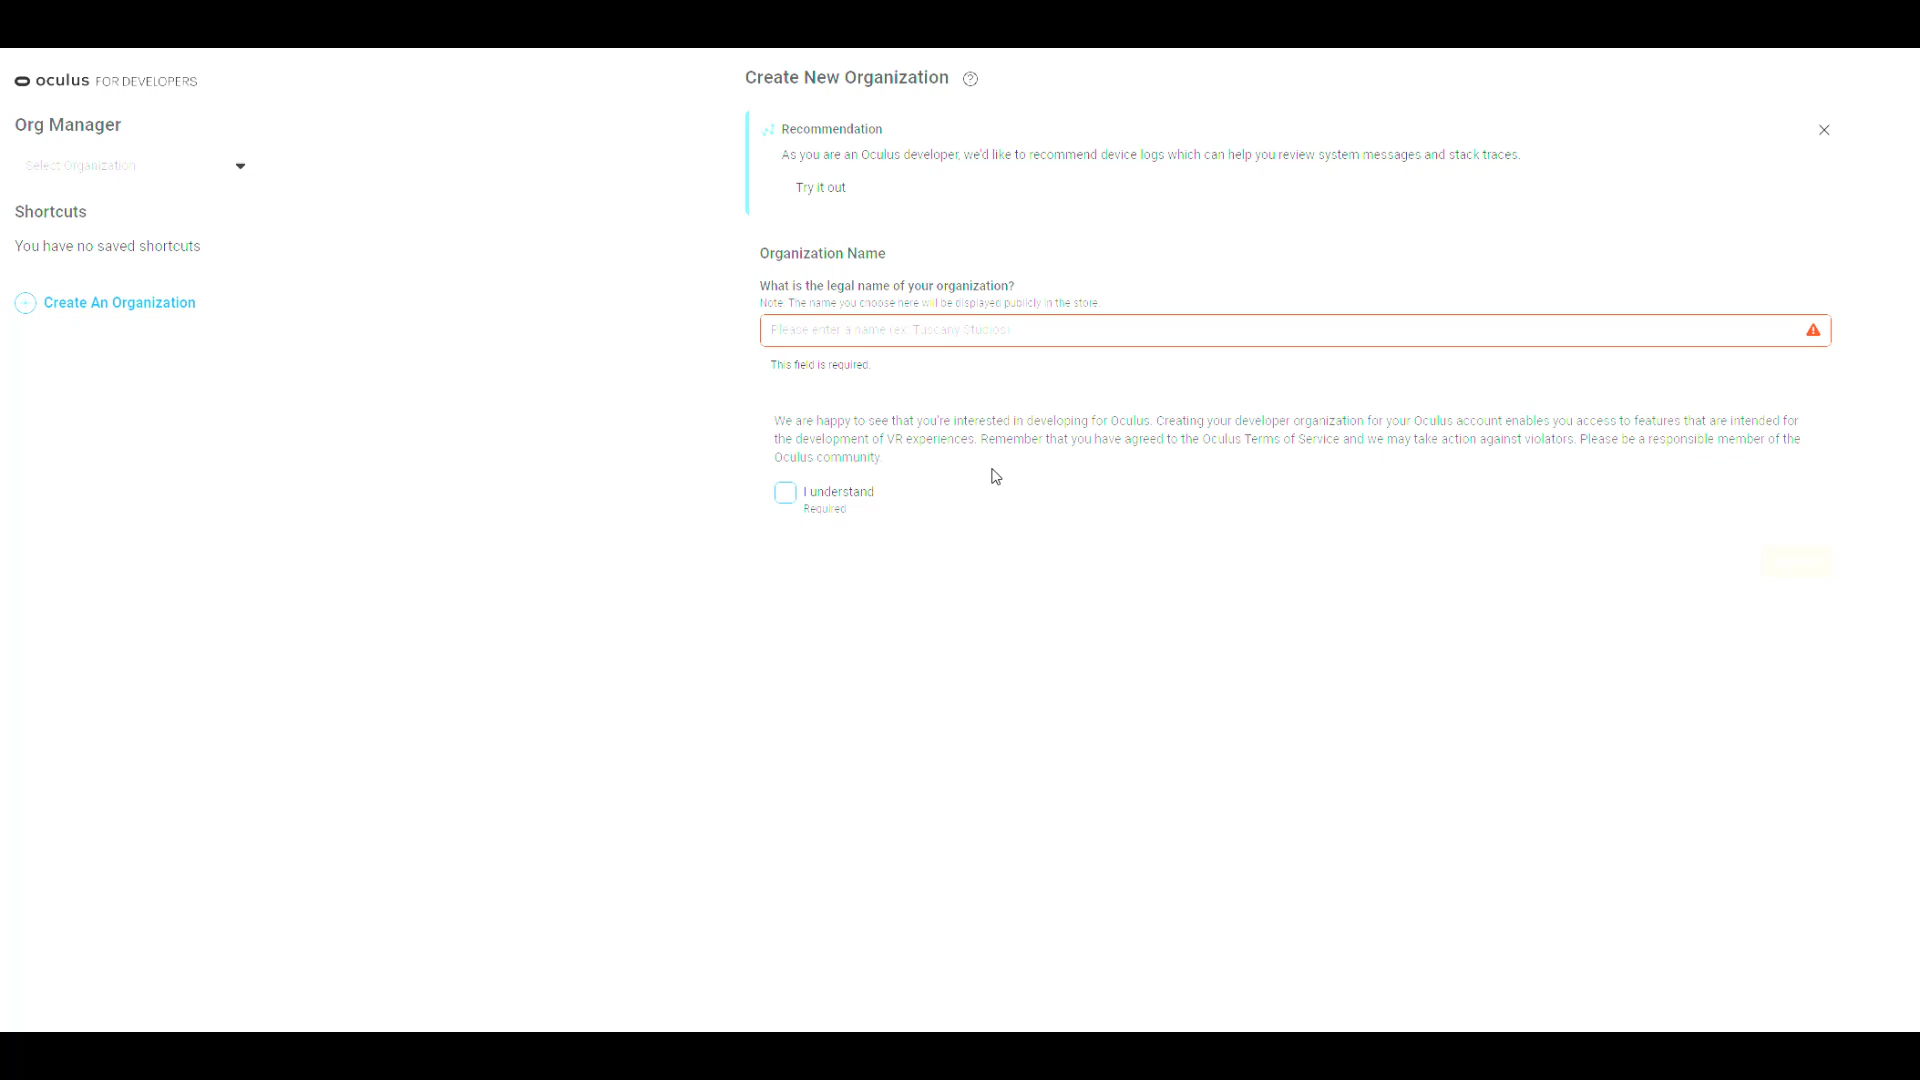 oculus FOR DEVELOPERS
Org Manager
Select Organization
Shortcuts
You have no saved shortcuts
Create An Organization
Create New Organization
Recommendation
As you are an Oculus developer, we'd like to recommend device logs which can help you review system messages and stack traces.
Try it out
Organization Name
What is the legal name of your organization?
Note: The name you choose here will be displayed publicly in the store.
Please enter a name (ex: Tuscany Studios)
This field is required.
We are happy to see that you're interested in developing for Oculus. Creating your developer organization for your Oculus account enables you access to features that are intended for
the development of VR experiences. Remember that you have agreed to the Oculus Terms of Service and we may take action against violators. Please be a responsible member of the
Oculus community.
I understand
Required